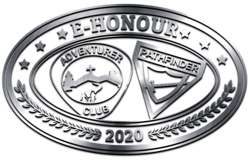 E-HONOUR
ADVENTURER
CLUB
PATHFINDER
2020